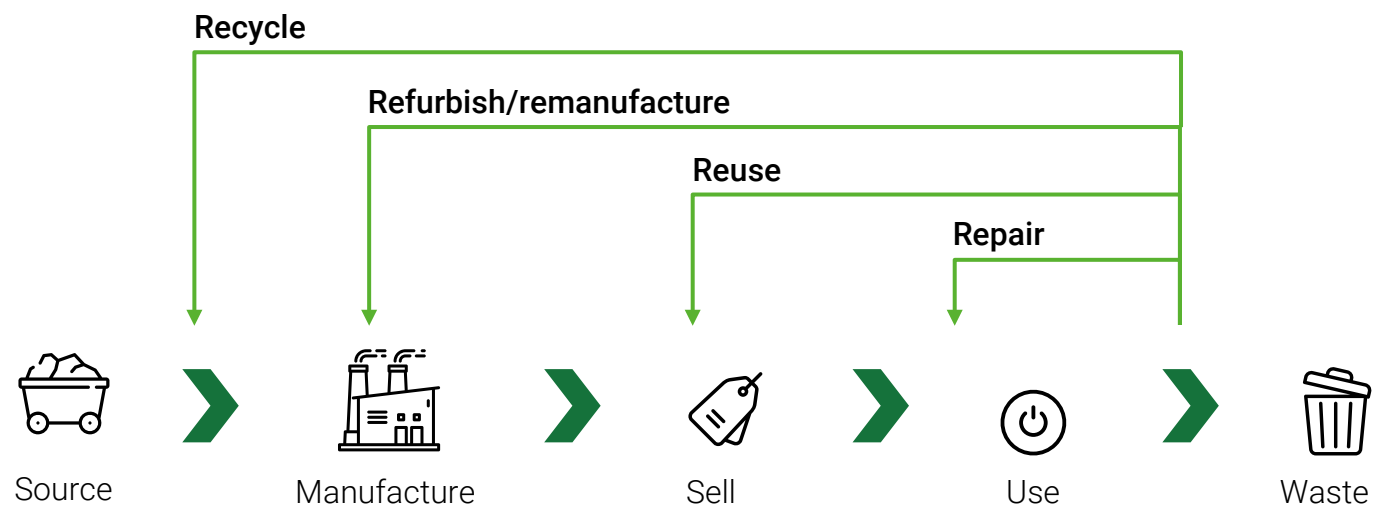 Recycle
Refurbish/remanufacture
Reuse
Repair
Source
Manufacture
Sell
Use
Waste